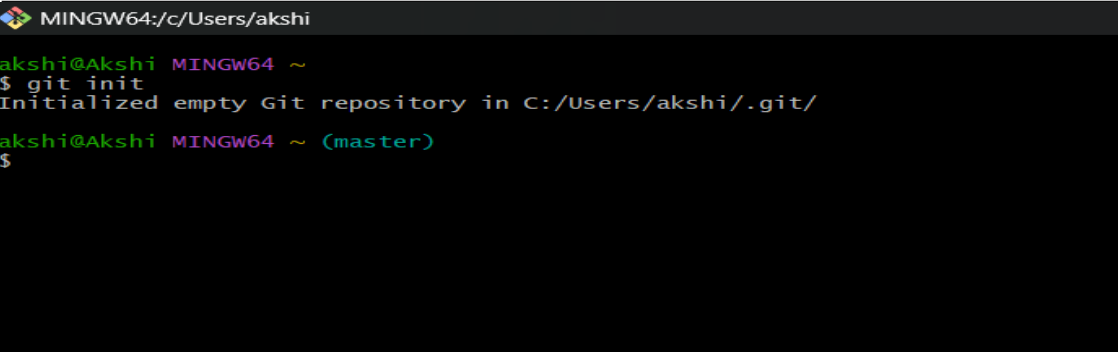 MINGW64:/c/Users/akshi
akshi@Akshi MINGW64 ~
$ git init
Initialized empty Git repository in C:/Users/akshi/.git/
akshi@Akshi MINGW64 ~ (master)
$